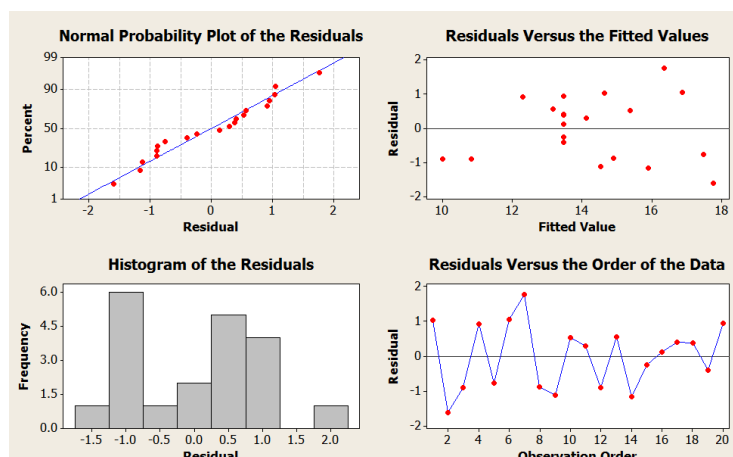 Normal Probability Plot of the Residuals
99
90
50
10
1
Percent
-2 -1 0 1 2
Residual
Residuals Versus the Fitted Values
2
1
0
-1
-2
Residual
10 12 14 16 18
Fitted Value
Histogram of the Residuals
6.0
4.5
3.0
1.5
0.0
Frequency
-1.5 -1.0 -0.5 0.0 0.5 1.0 1.5 2.0
Residual
Residuals Versus the Order of the Data
2
1
0
-1
-2
Residual
2 4 6 8 10 12 14 16 18 20
Observation Order